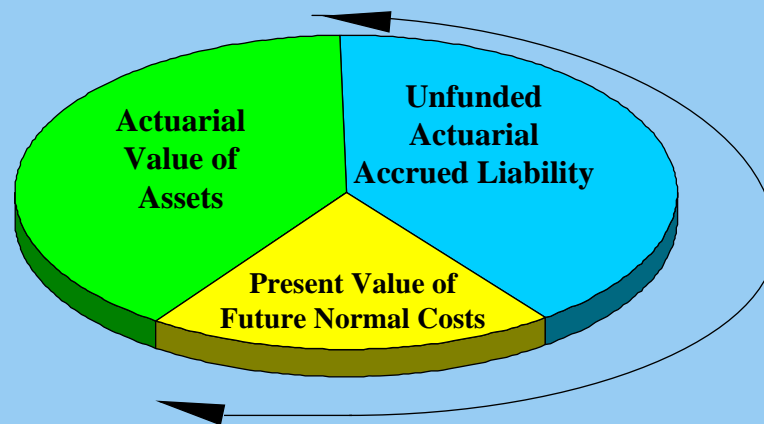 Actuarial
Value of
Assets
Unfunded
Actuarial
Accrued Liability
Present Value of
Future Normal Costs